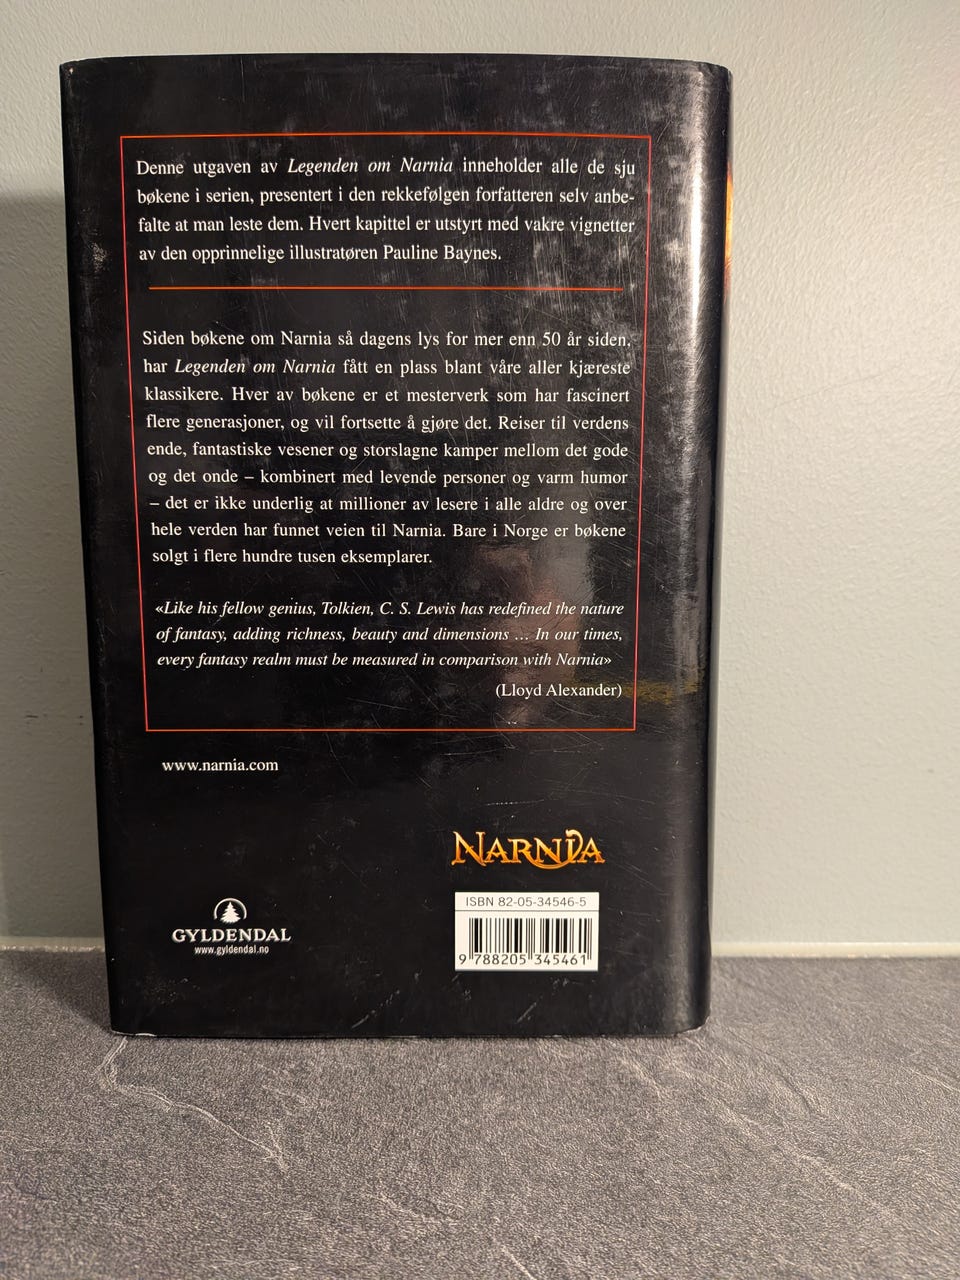 Denne utgaven av Legenden om Narnia inneholder alle de sju
bøkene i serien, presentert i den rekkefølgen forfatteren selv anbe-
falte at man leste dem. Hvert kapittel er utstyrt med vakre vignetter
av den opprinnelige illustratøren Pauline Baynes.
Siden bøkene om Narnia så dagens lys for mer enn 50 år siden,
har Legenden om Narnia fått en plass blant våre aller kjæreste
klassikere. Hver av bøkene er et mesterverk som har fascinert
flere generasjoner, og vil fortsette å gjøre det. Reiser til verdens
ende, fantastiske vesener og storslagne kamper mellom det gode
og det onde – kombinert med levende personer og varm humor
– det er ikke underlig at millioner av lesere i alle aldre og over
hele verden har funnet veien til Narnia. Bare i Norge er bøkene
solgt i flere hundre tusen eksemplarer.
«Like his fellow genius, Tolkien, C. S. Lewis has redefined the nature
of fantasy, adding richness, beauty and dimensions ... In our times,
every fantasy realm must be measured in comparison with Narnia»
(Lloyd Alexander)
www.narnia.com
NARNIA
ISBN 82-05-34546-5
9 788205 345461
GYLDENDAL
www.gyldendal.no